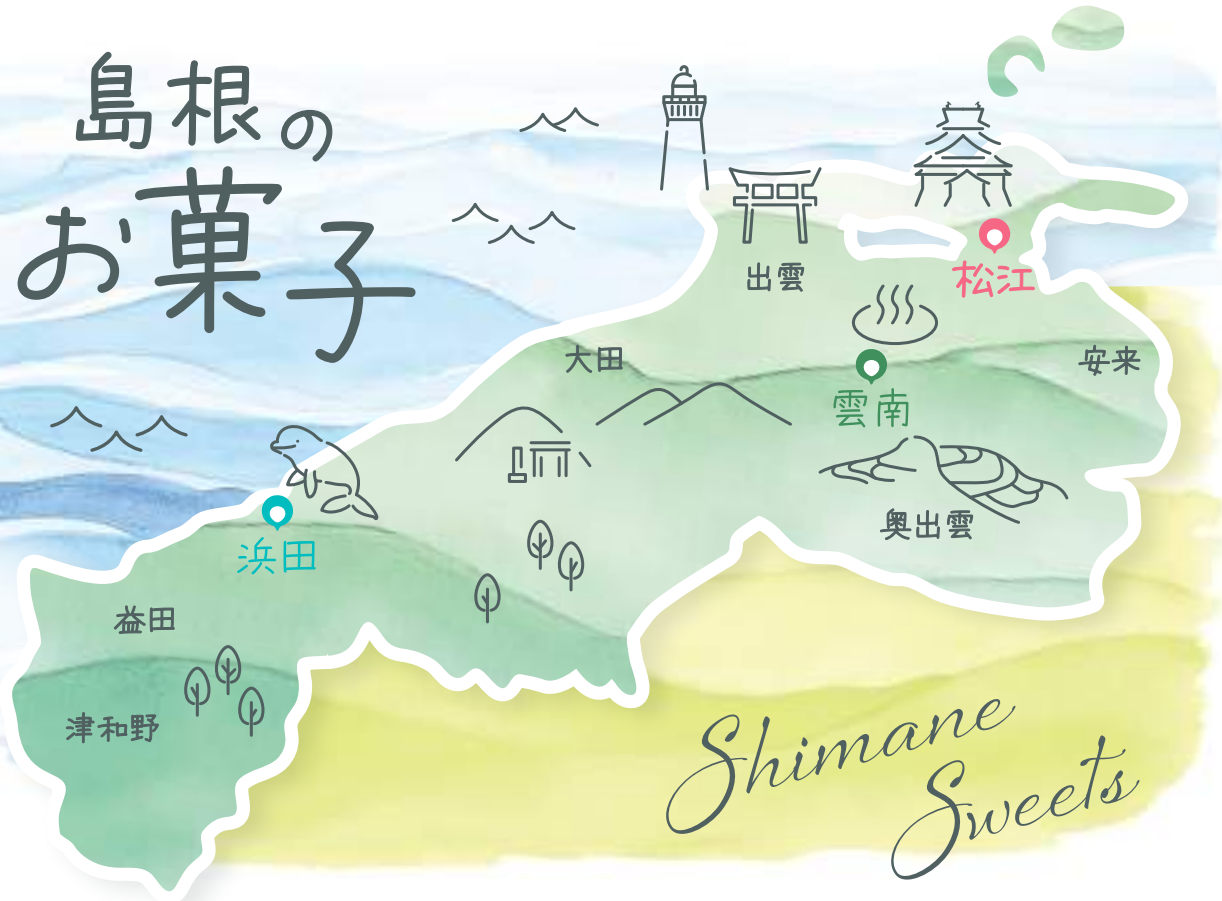 島根の
お菓子
出雲
松江
大田
安来
雲南
奥出雲
浜田
益田
津和野
Shimane
Sweets